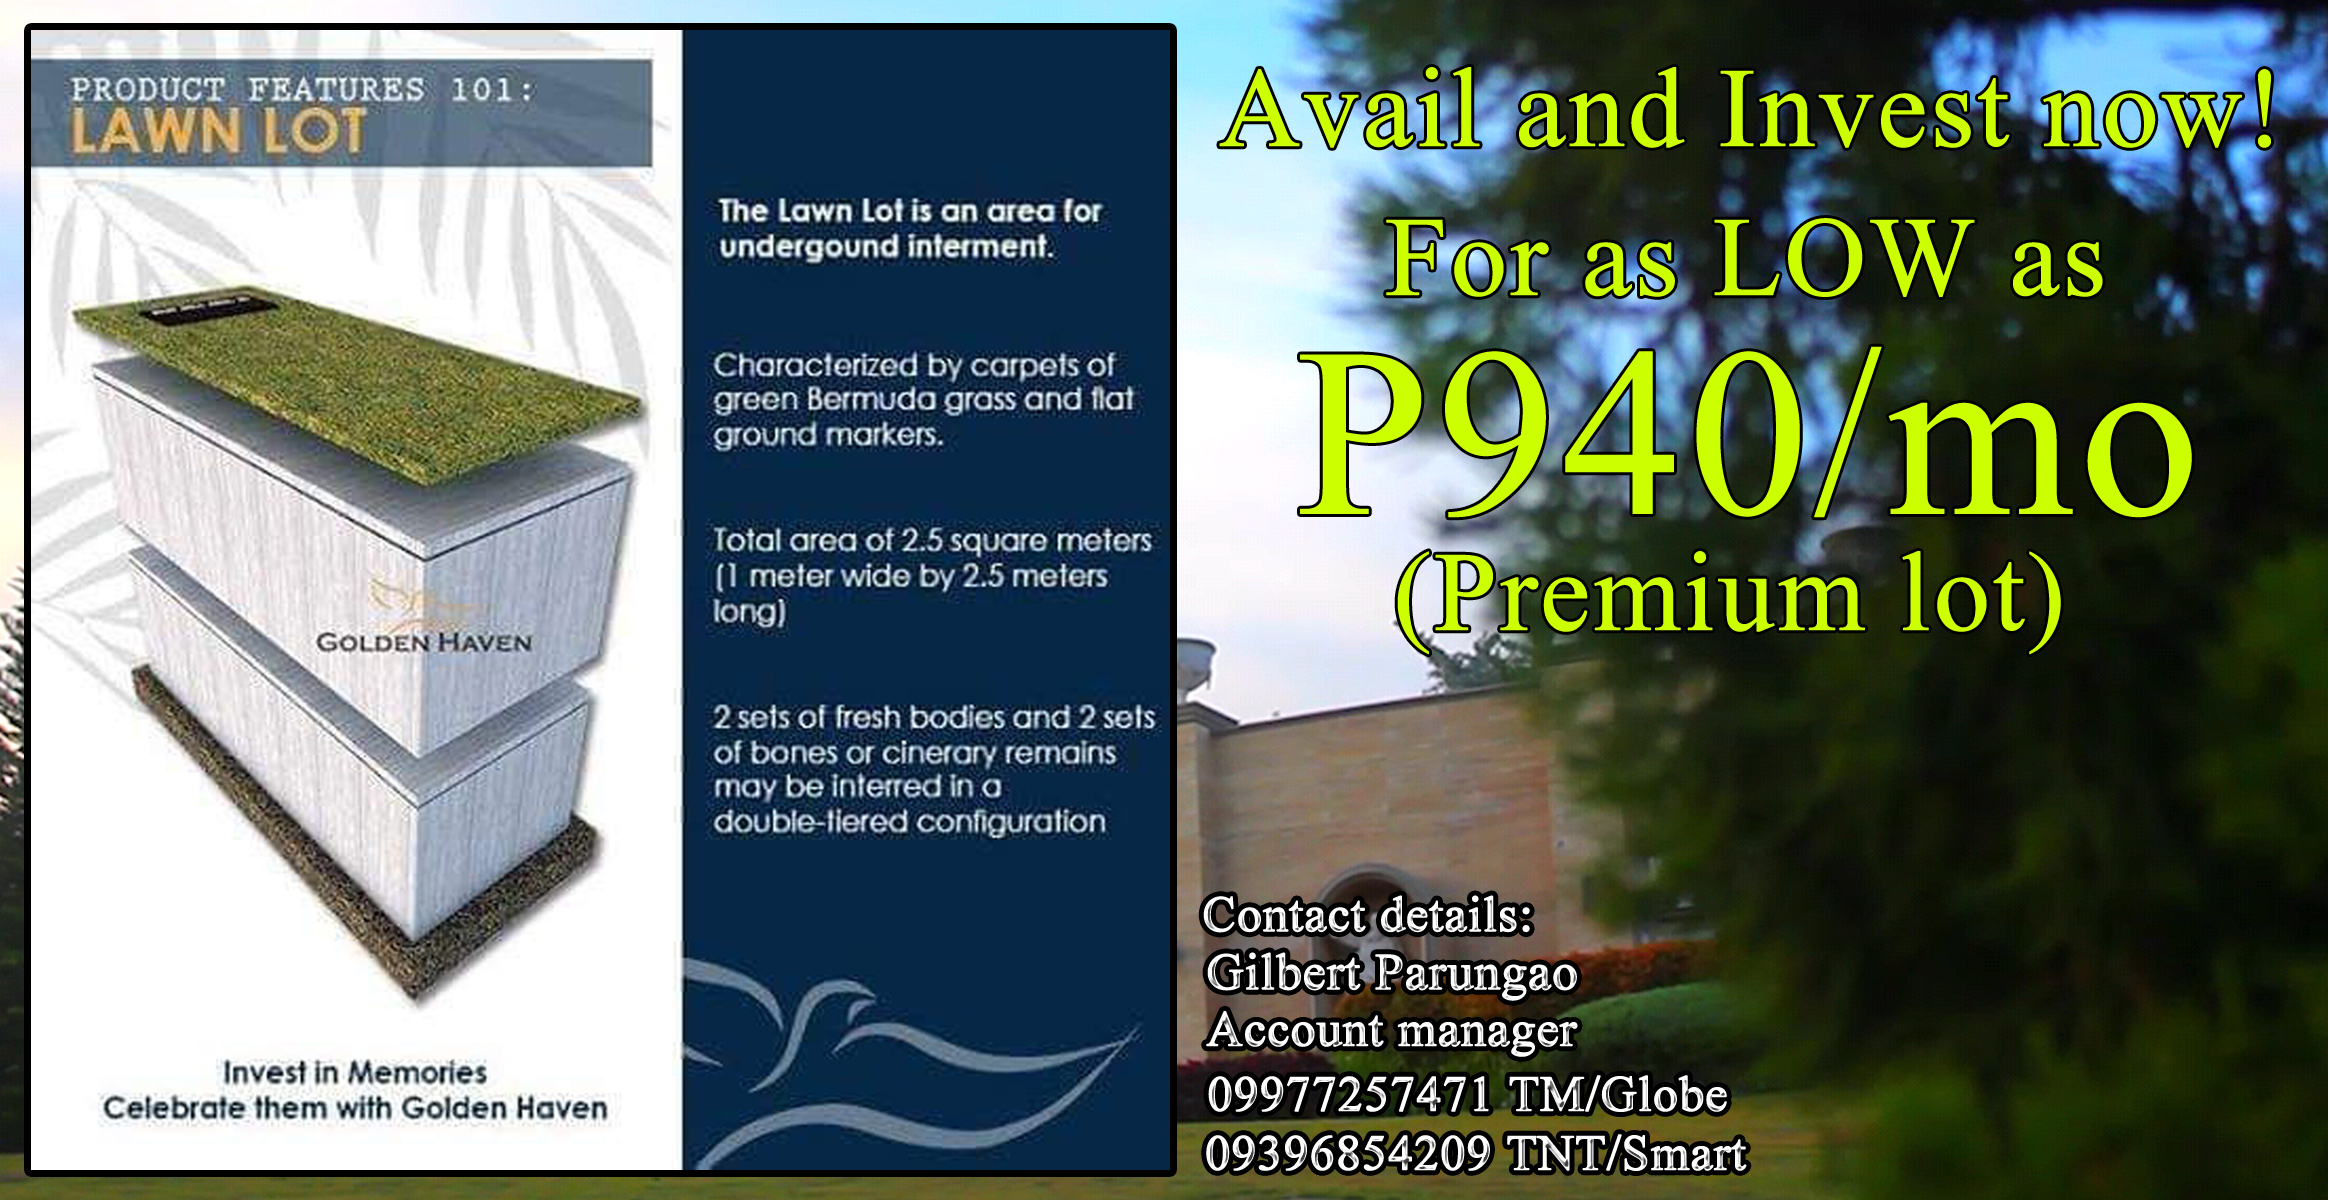 PRODUCT FEATURES 101:
LAWN LOT
GOLDEN HAVEN
Invest in Memories
Celebrate them with Golden Haven
The Lawn Lot is an area for
undergound interment.
Characterized by carpets of
green Bermuda grass and flat
ground markers.
Total area of 2.5 square meters
(1 meter wide by 2.5 meters
long)
2 sets of fresh bodies and 2 sets
of bones or cinerary remains
may be interred in a
double-tiered configuration
Avail and Invest now!
For as LOW as
P940/mo
(Premium lot)
Contact details:
Gilbert Parungao
Account manager
09977257471 TM/Globe
09396854209 TNT/Smart